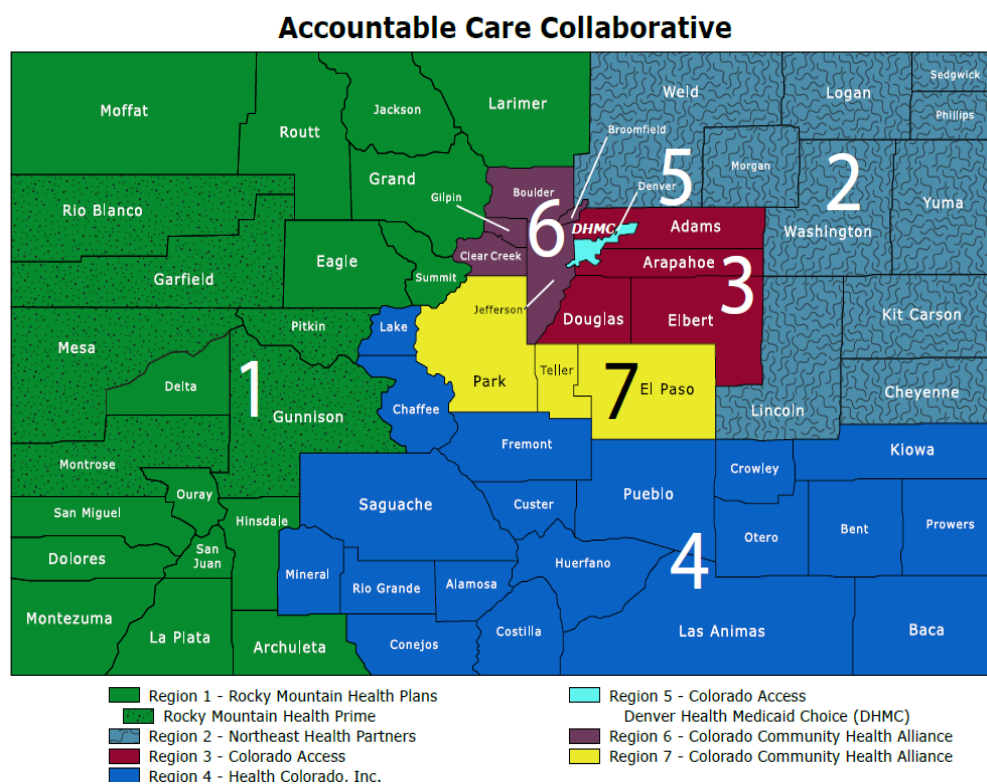 Accountable Care Collaborative
Moffat
Routt
Jackson
Larimer
Weld
Logan
Sedgwick
Phillips
Broomfield
Morgan
5
2
Grand
Gilpin
Boulder
Denver
Yuma
Rio Blanco
6
DHMC
Adams
Washington
Eagle
Clear Creek
Arapahoe
Garfield
Summit
3
Jefferson
Douglas
Elbert
Kit Carson
Pitkin
Lake
Mesa
Delta
1
Park
Teller
7
El Paso
Cheyenne
Gunnison
Chaffee
Lincoln
Fremont
Kiowa
Montrose
Crowley
Ouray
Saguache
Custer
Pueblo
San Miguel
Hinsdale
Otero
Bent
Prowers
Dolores
San
Juan
Mineral
Rio Grande
Alamosa
Huerfano
4
Montezuma
La Plata
Archuleta
Conejos
Costilla
Las Animas
Baca
Region 1 - Rocky Mountain Health Plans
Rocky Mountain Health Prime
Region 2 - Northeast Health Partners
Region 3 - Colorado Access
Region 4 - Health Colorado, Inc.
Region 5 - Colorado Access
Denver Health Medicaid Choice (DHMC)
Region 6 - Colorado Community Health Alliance
Region 7 - Colorado Community Health Alliance